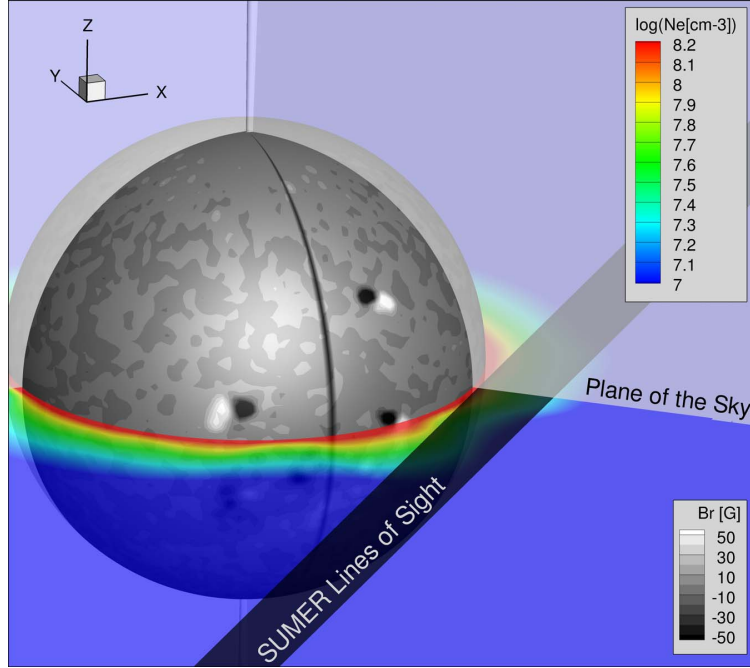 Z
Y
X
log(Ne[cm-3])
8.2
8.1
8
7.9
7.8
7.7
7.6
7.5
7.4
7.3
7.2
7.1
7
Plane of the Sky
SUMER Lines of Sight
Br [G]
50
30
10
-10
-30
-50